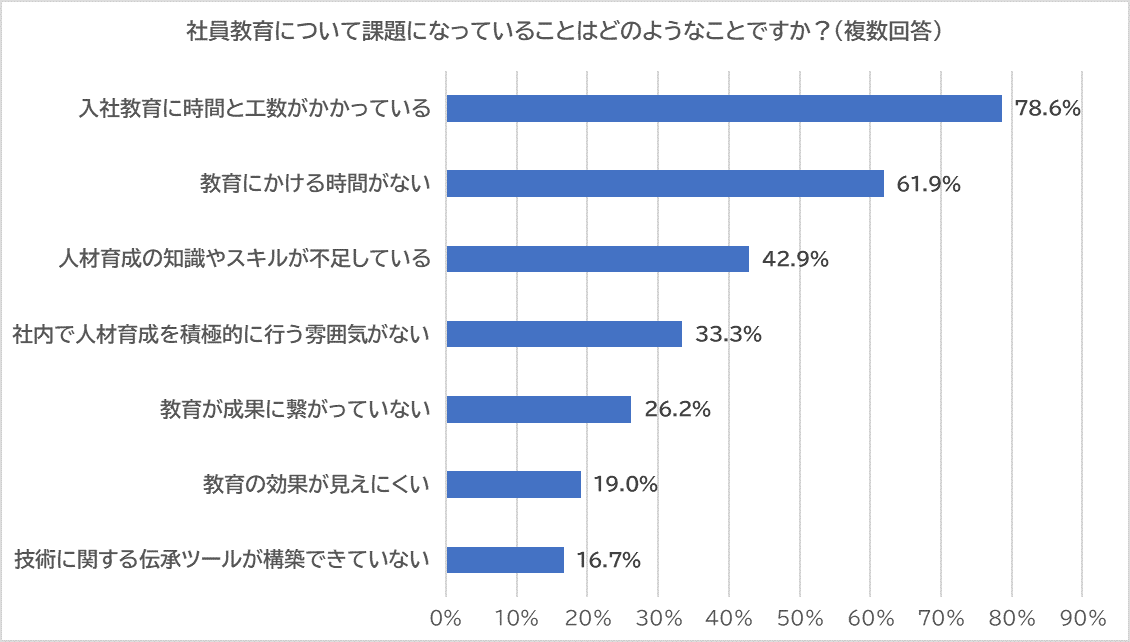 社員教育について課題になっていることはどのようなことですか？（複数回答）
入社教育に時間と工数がかかっている 78.6%
教育にかける時間がない 61.9%
人材育成の知識やスキルが不足している 42.9%
社内で人材育成を積極的に行う雰囲気がない 33.3%
教育が成果に繋がっていない 26.2%
教育の効果が見えにくい 19.0%
技術に関する伝承ツールが構築できていない 16.7%
0% 10% 20% 30% 40% 50% 60% 70% 80% 90%